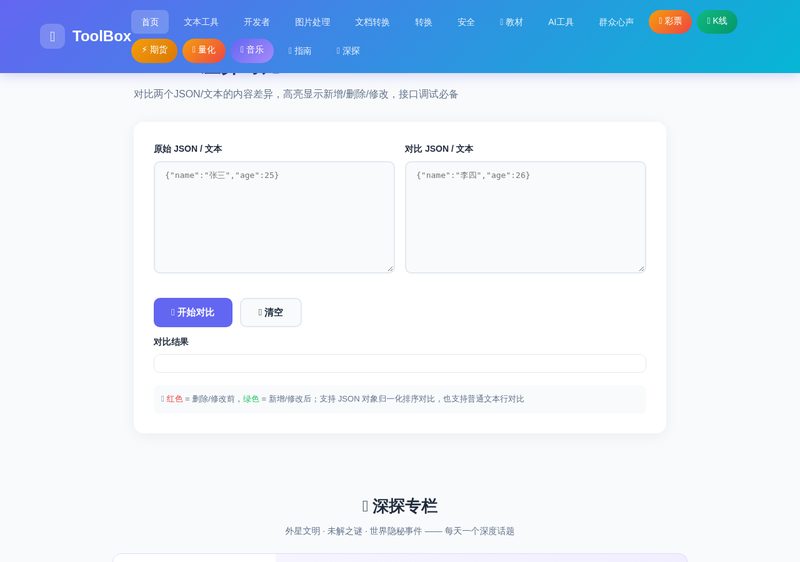 ToolBox
首页 文本工具 开发者 图片处理 文档转换 转换 安全 教材 AI工具 群众心声 彩票 K线
⚡ 期货 量化 音乐 指南 深探
对比两个JSON/文本的内容差异，高亮显示新增/删除/修改，接口调试必备
原始 JSON / 文本
对比 JSON / 文本
{"name":"张三","age":25}
{"name":"李四","age":26}
开始对比
清空
对比结果
红色 = 删除/修改前，绿色 = 新增/修改后；支持 JSON 对象归一化排序对比，也支持普通文本行对比
深探专栏
外星文明 · 未解之谜 · 世界隐秘事件 —— 每天一个深度话题